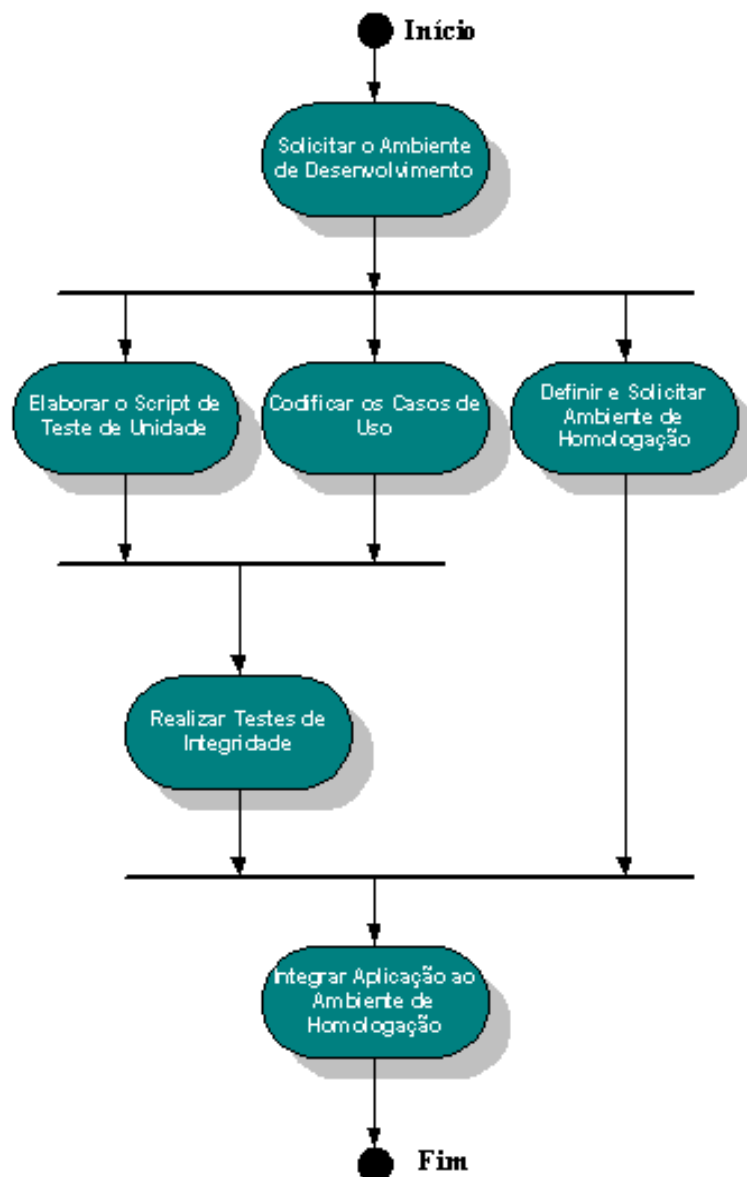 Início
Solicitar o Ambiente
de Desenvolvimento
Elaborar o Script de
Teste de Unidade
Codificar os Casos de
Uso
Definir e Solicitar
Ambiente de
Homologação
Realizar Testes de
Integridade
Integrar Aplicação ao
Ambiente de
Homologação
Fim